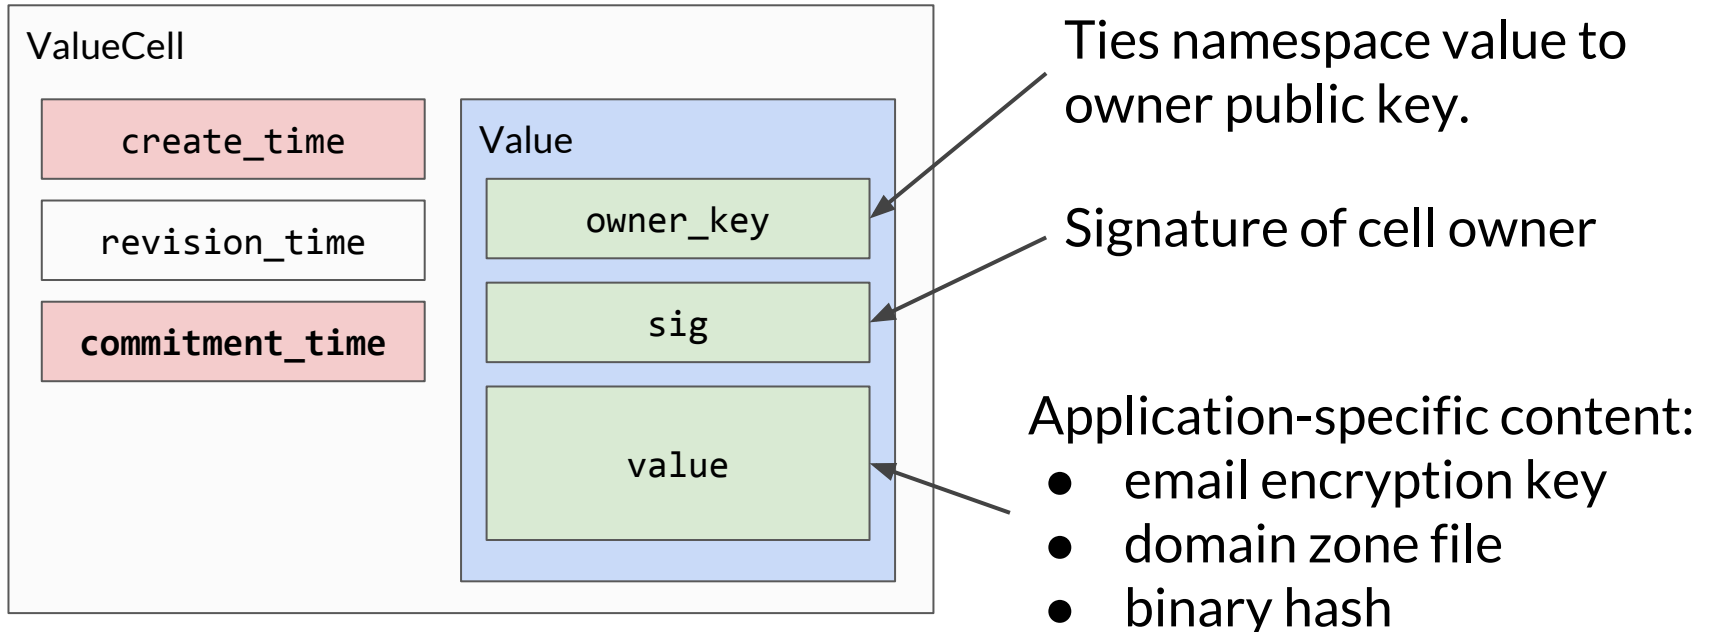 ValueCell
create_time
revision_time
commitment_time
Value
owner_key
sig
value
Ties namespace value to
owner public key.
Signature of cell owner
Application-specific content:
● email encryption key
● domain zone file
● binary hash